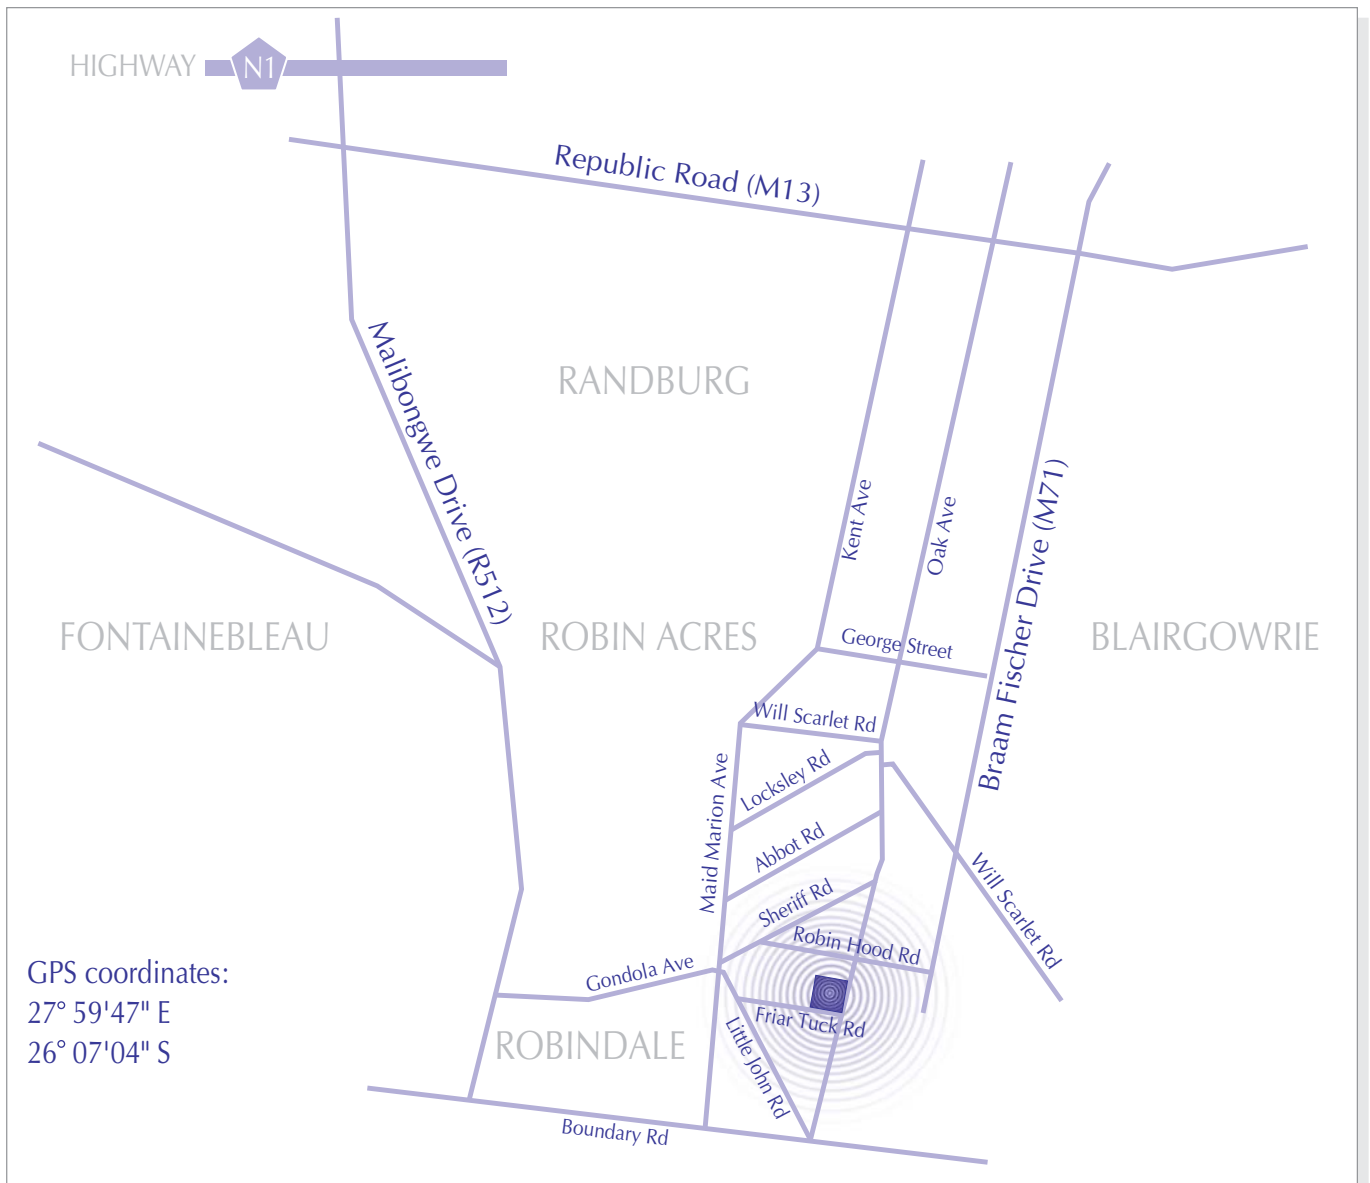 HIGHWAY N1
Republic Road (M13)
Malibongwe Drive (R512)
RANDBURG
Kent Ave
Oak Ave
Braam Fischer Drive (M71)
FONTAINEBLEAU
ROBIN ACRES
George Street
BLAIRGOWRIE
Will Scarlet Rd
Locksley Rd
Maid Marion Ave
Abbot Rd
Will Scarlet Rd
Sheriff Rd
Robin Hood Rd
Gondola Ave
GPS coordinates:
27° 59'47" E
26° 07'04" S
Friar Tuck Rd
ROBINDALE
Little John Rd
Boundary Rd